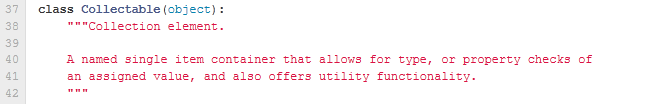 37 class Collectable(object):
38     """Collection element.
39
40     A named single item container that allows for type, or property checks of
41     an assigned value, and also offers utility functionality.
42     """